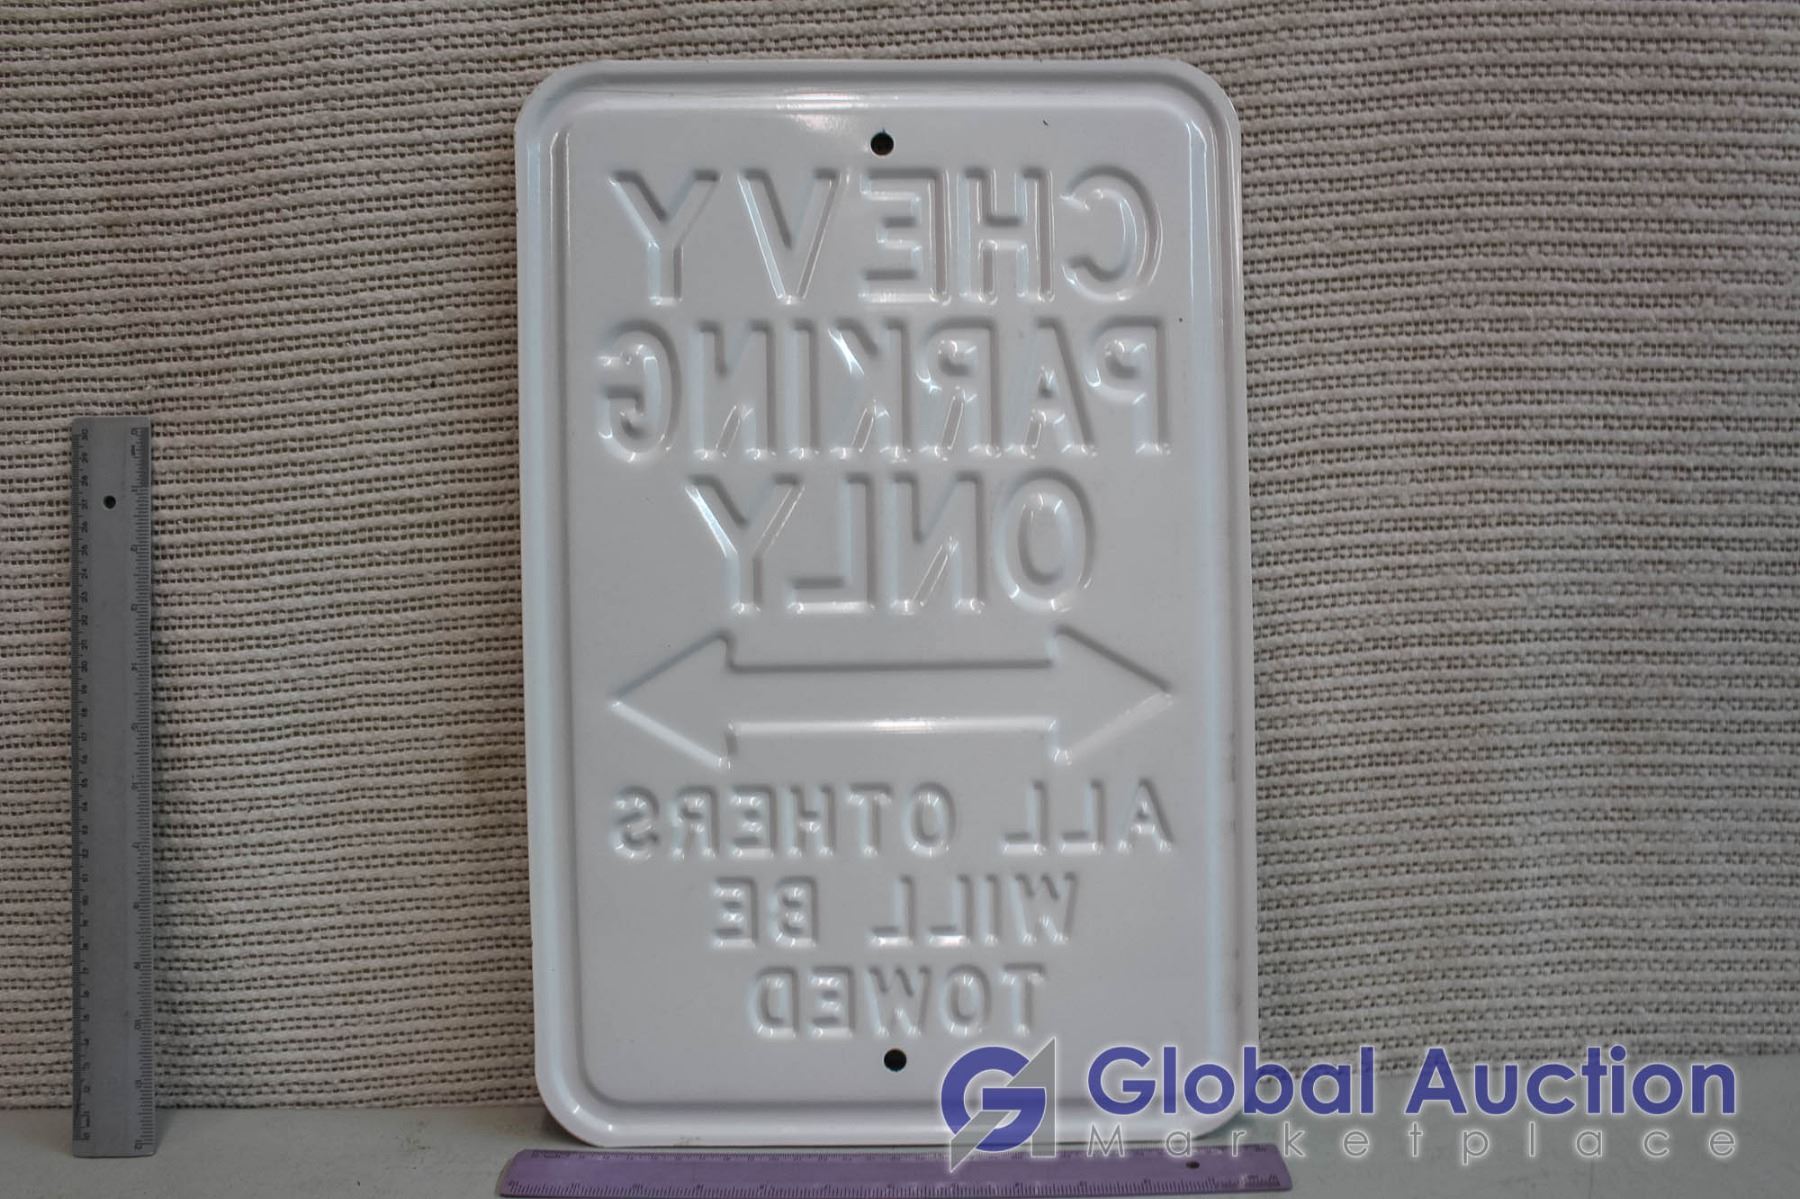 CHEVY
PARKING
ONLY
ALL OTHERS
WILL BE
TOWED
Global Auction
Marketplace